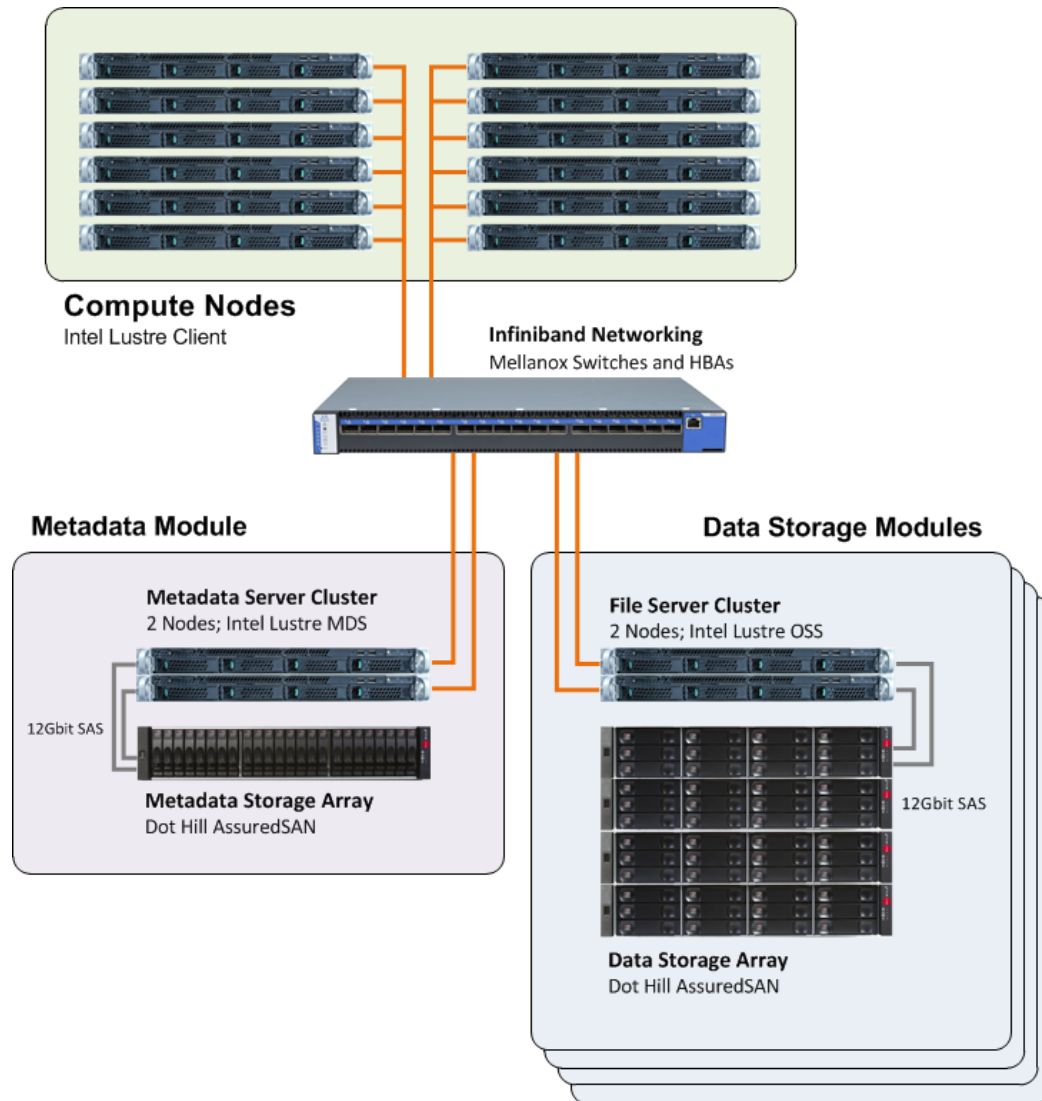 Compute Nodes
Intel Lustre Client
Infiniband Networking
Mellanox Switches and HBAs
Metadata Module
Metadata Server Cluster
2 Nodes; Intel Lustre MDS
12Gbit SAS
Metadata Storage Array
Dot Hill AssuredSAN
Data Storage Modules
File Server Cluster
2 Nodes; Intel Lustre OSS
12Gbit SAS
Data Storage Array
Dot Hill AssuredSAN